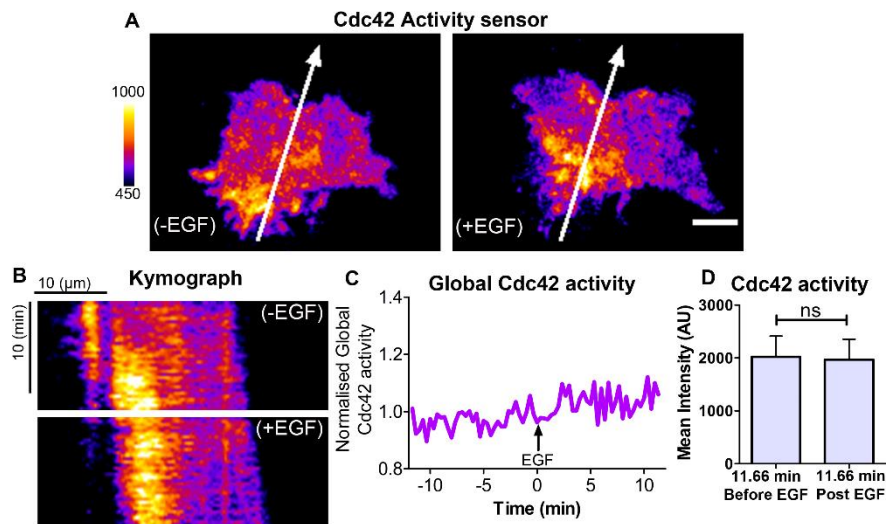 Cdc42 Activity sensor
A
1000
450
(-EGF)
(+EGF)
B
Kymograph
10 (µm)
10 (min)
(-EGF)
(+EGF)
C
Global Cdc42 activity
Normalised Global
Cdc42 activity
1.4
1.2
1.0
0.8
EGF
-10
-5
0
5
10
Time (min)
D
Cdc42 activity
Mean Intensity (AU)
3000
2000
1000
0
ns
11.66 min
Before EGF
11.66 min
Post EGF